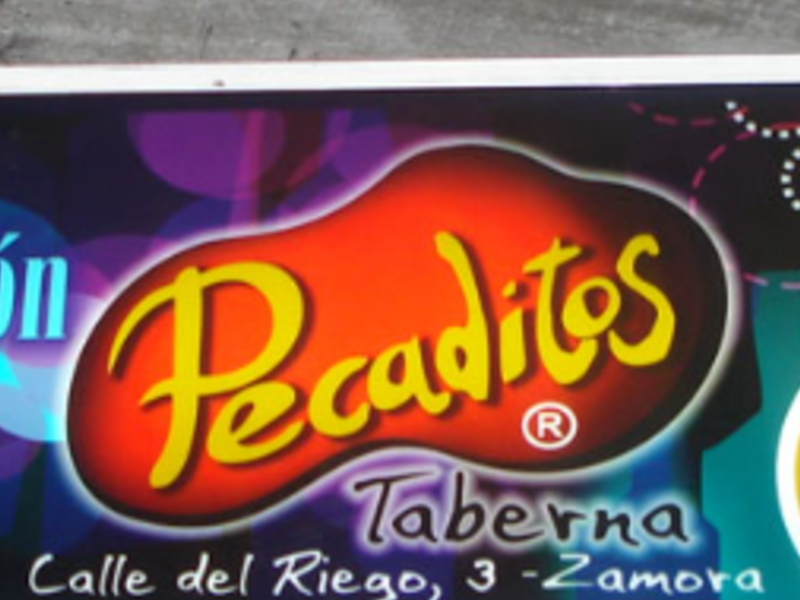 ón
Pecaditos
®
Taberna
Calle del Riego, 3 -Zamora